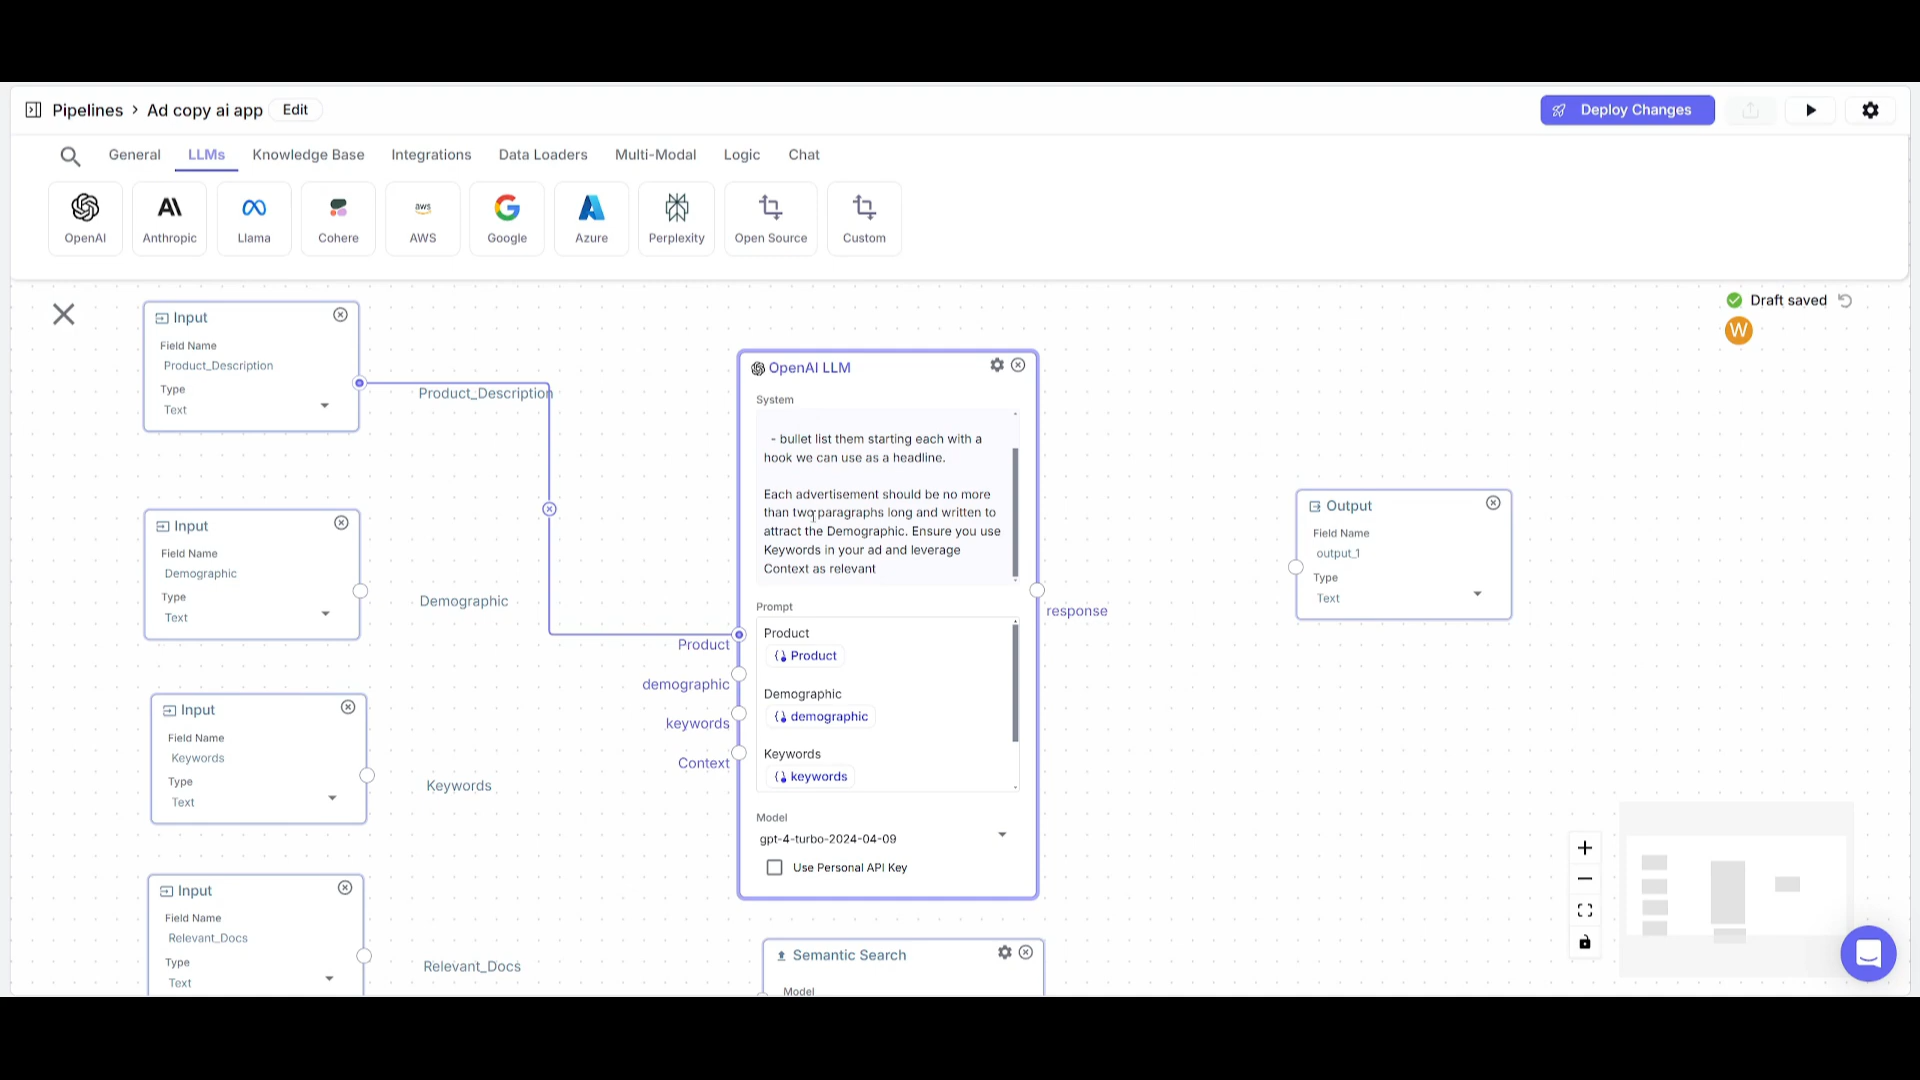 Pipelines > Ad copy ai app Edit
Deploy Changes
General LLMs Knowledge Base Integrations Data Loaders Multi-Modal Logic Chat
OpenAI Anthropic Llama Cohere aws AWS Google Azure Perplexity Open Source Custom
Draft saved
W
Input
Field Name
Product_Description
Type
Text
Product_Description
Input
Field Name
Demographic
Type
Text
Demographic
Input
Field Name
Keywords
Type
Text
Keywords
Input
Field Name
Relevant_Docs
Type
Text
Relevant_Docs
OpenAI LLM
System
- bullet list them starting each with a
hook we can use as a headline.
Each advertisement should be no more
than two paragraphs long and written to
attract the Demographic. Ensure you use
Keywords in your ad and leverage
Context as relevant
Prompt
Product
Product
Demographic
demographic
Keywords
keywords
Product
demographic
keywords
Context
response
Model
gpt-4-turbo-2024-04-09
Use Personal API Key
Semantic Search
Model
Output
Field Name
output_1
Type
Text